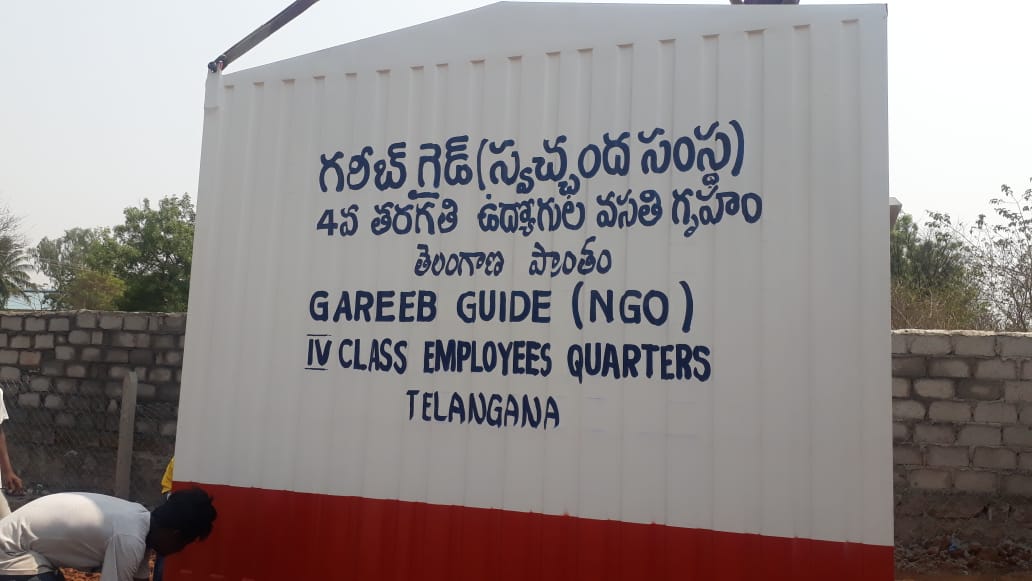 గరీబ్ గైడ్ (స్వచ్ఛంద సంస్థ)
4వ తరగతి ఉద్యోగుల వసతి గృహం
తెలంగాణ ప్రాంతం
GAREEB GUIDE (NGO)
IV CLASS EMPLOYEES QUARTERS
TELANGANA